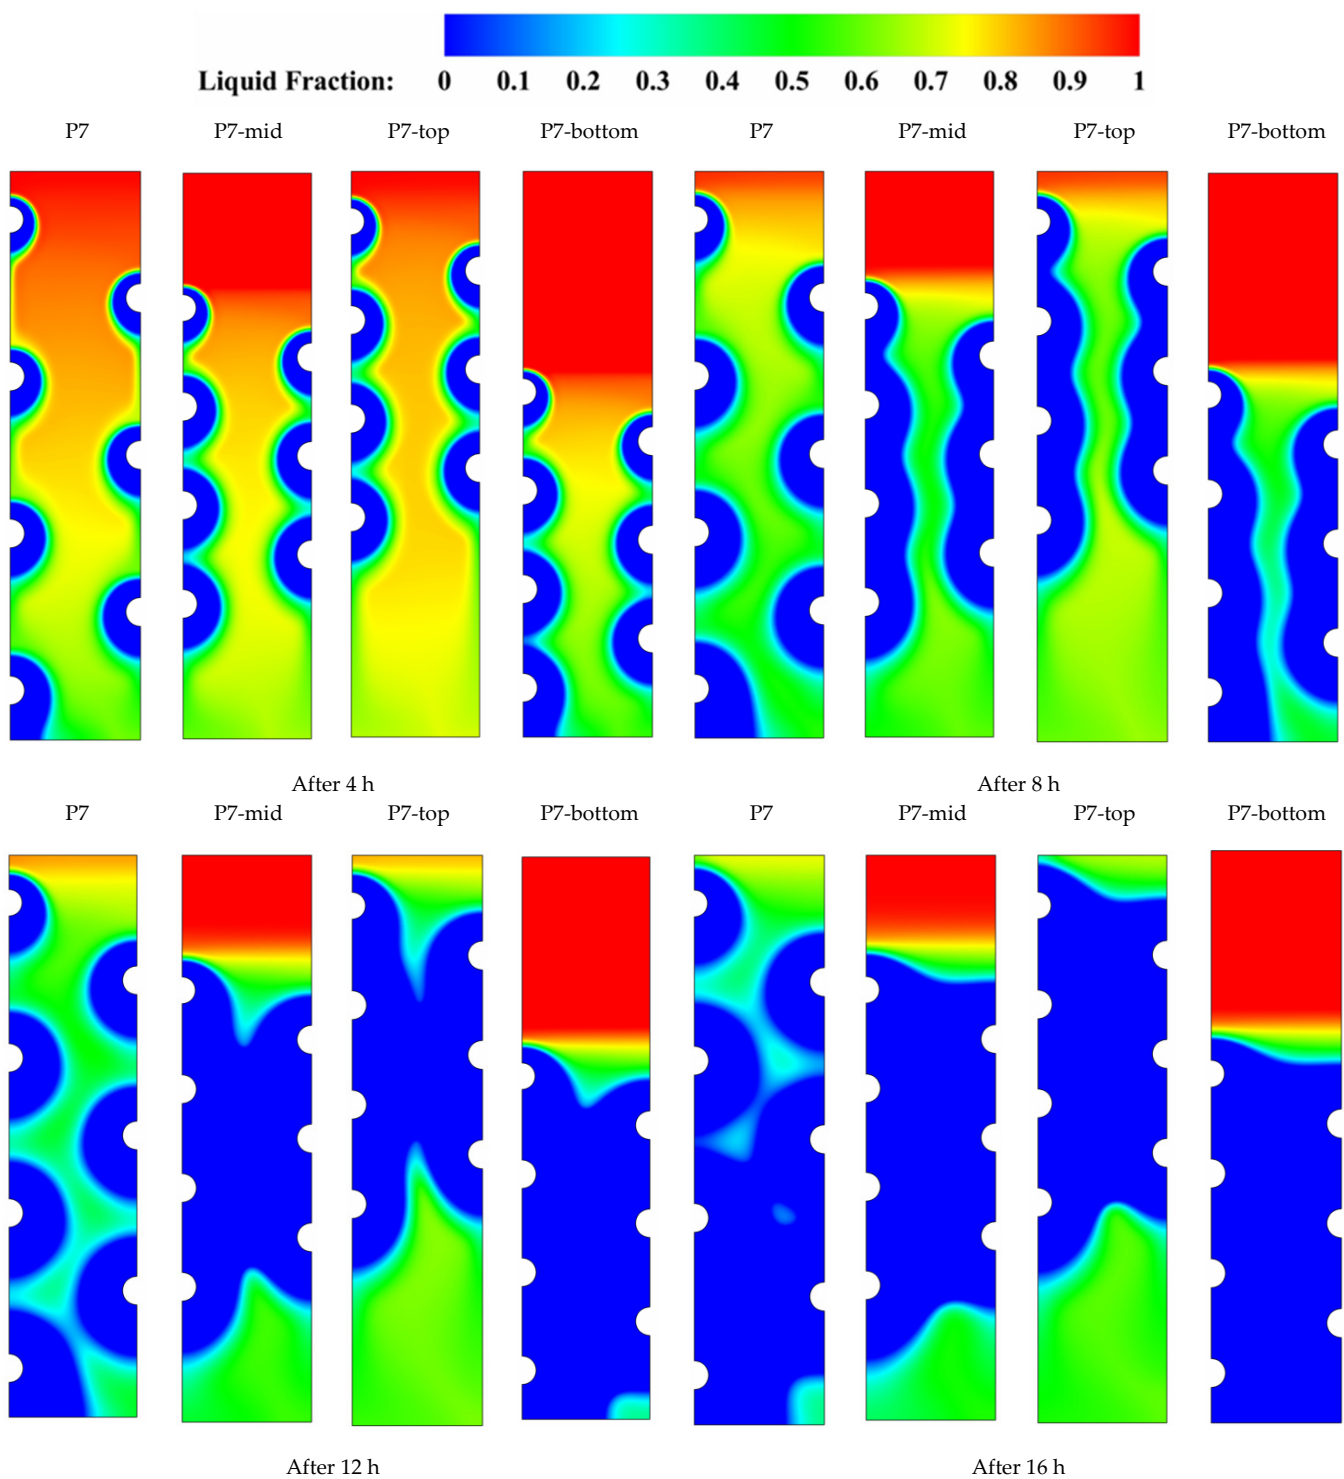 Liquid Fraction: 0 0.1 0.2 0.3 0.4 0.5 0.6 0.7 0.8 0.9 1
P7 P7-mid P7-top P7-bottom P7 P7-mid P7-top P7-bottom
After 4 h After 8 h
P7 P7-mid P7-top P7-bottom P7 P7-mid P7-top P7-bottom
After 12 h After 16 h